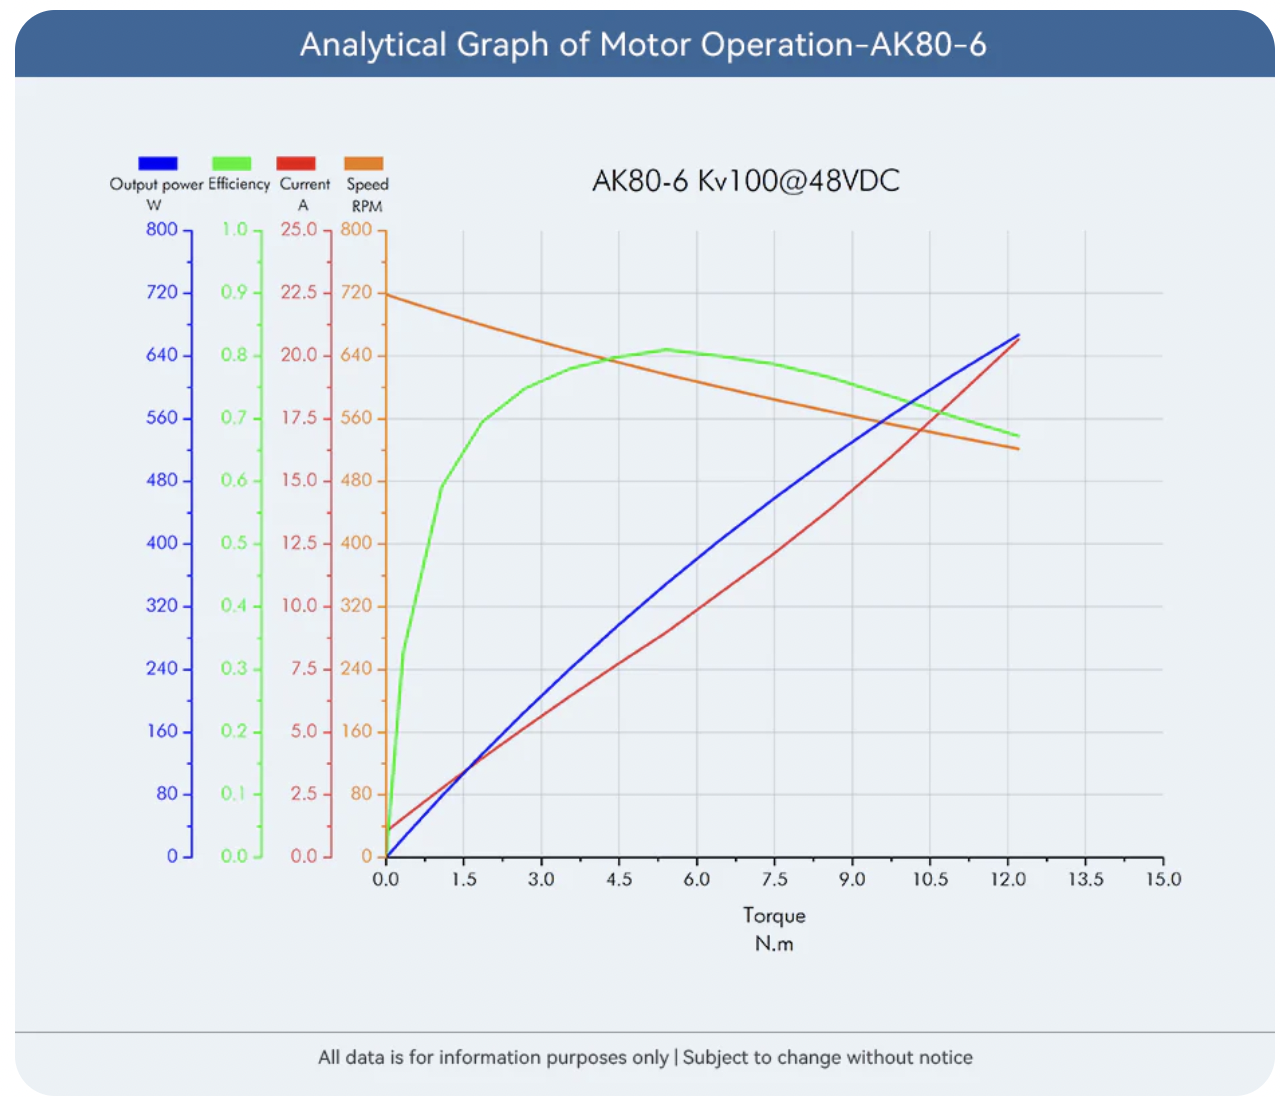 Analytical Graph of Motor Operation-AK80-6
AK80-6 Kv100@48VDC
Output power Efficiency Current Speed
W A RPM
800 1.0 25.0 800
720 0.9 22.5 720
640 0.8 20.0 640
560 0.7 17.5 560
480 0.6 15.0 480
400 0.5 12.5 400
320 0.4 10.0 320
240 0.3 7.5 240
160 0.2 5.0 160
80 0.1 2.5 80
0 0.0 0.0 0
0.0 1.5 3.0 4.5 6.0 7.5 9.0 10.5 12.0 13.5 15.0
Torque
N.m
All data is for information purposes only | Subject to change without notice